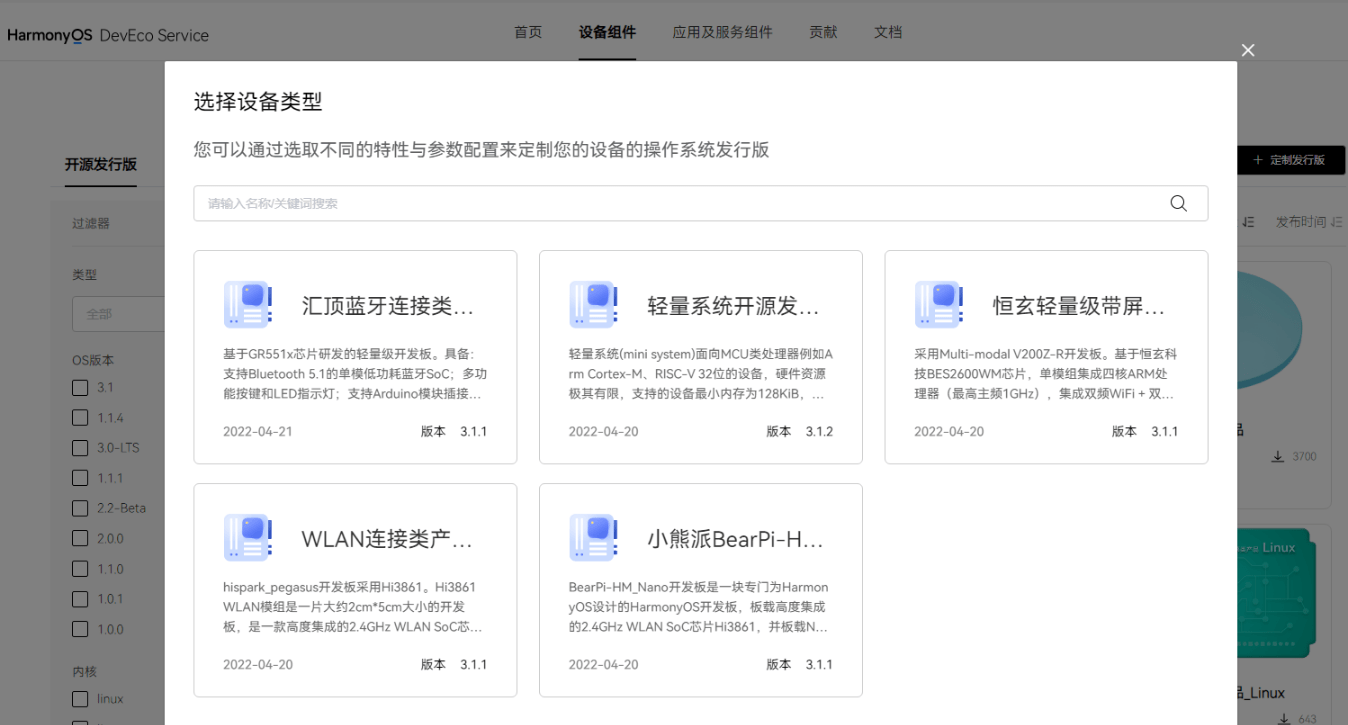 HarmonyOS DevEco Service
首页
设备组件
应用及服务组件
贡献
文档
选择设备类型
您可以通过选取不同的特性与参数配置来定制您的设备的操作系统发行版
请输入名称/关键词搜索
汇顶蓝牙连接类...
基于GR551x芯片研发的轻量级开发板。具备：
支持Bluetooth 5.1的单模低功耗蓝牙SoC；多功
能按键和LED指示灯；支持Arduino模块插接...
2022-04-21
版本 3.1.1
轻量系统开源发...
轻量系统(mini system)面向MCU类处理器例如A
rm Cortex-M、RISC-V 32位的设备，硬件资源
极其有限，支持的设备最小内存为128KiB，...
2022-04-20
版本 3.1.2
恒玄轻量级带屏...
采用Multi-modal V200Z-R开发板。基于恒玄科
技BES2600WM芯片，单模组集成四核ARM处
理器（最高主频1GHz），集成双频WiFi + 双...
2022-04-20
版本 3.1.1
WLAN连接类产...
hispark_pegasus开发板采用Hi3861。Hi3861
WLAN模组是一片大约2cm*5cm大小的开发
板，是一款高度集成的2.4GHz WLAN SoC芯...
2022-04-20
版本 3.1.1
小熊派BearPi-H...
BearPi-HM_Nano开发板是一块专门为Harmon
yOS设计的HarmonyOS开发板，板载高度集成
的2.4GHz WLAN SoC芯片Hi3861，并板载N...
2022-04-20
版本 3.1.1
开源发行版
过滤器
类型
全部
OS版本
3.1
1.1.4
3.0-LTS
1.1.1
2.2-Beta
2.0.0
1.1.0
1.0.1
1.0.0
内核
linux
+ 定制发行版
发布时间
品
3700
Linux
品_Linux
643